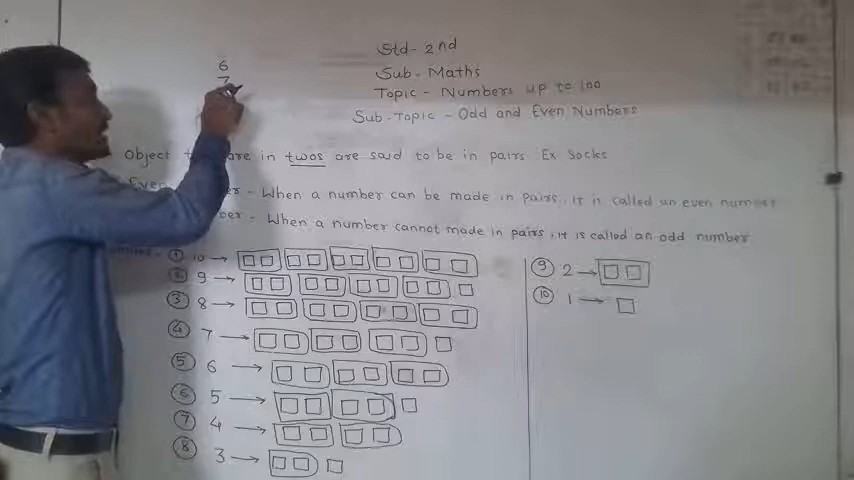 6
7
Std- 2nd
Sub- Maths
Topic - Numbers up to 100
Sub-Topic - Odd and Even Numbers
Object are in twos are said to be in pairs Ex Socks
Even - When a number can be made in pairs. It is called an even number
- When a number cannot made in pairs. It is called an odd number
① 10 →
② 9 →
③ 8 →
④ 7 →
⑤ 6 →
⑥ 5 →
⑦ 4 →
⑧ 3 →
⑨ 2 →
⑩ 1 →